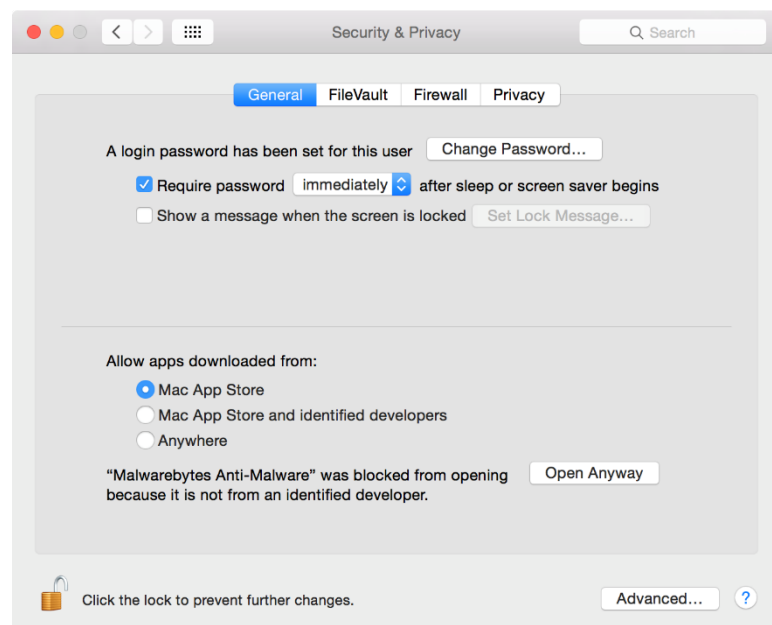 Security & Privacy
Search
General FileVault Firewall Privacy
A login password has been set for this user Change Password...
Require password immediately after sleep or screen saver begins
Show a message when the screen is locked Set Lock Message...
Allow apps downloaded from:
Mac App Store
Mac App Store and identified developers
Anywhere
“Malwarebytes Anti-Malware” was blocked from opening Open Anyway
because it is not from an identified developer.
Click the lock to prevent further changes. Advanced... ?